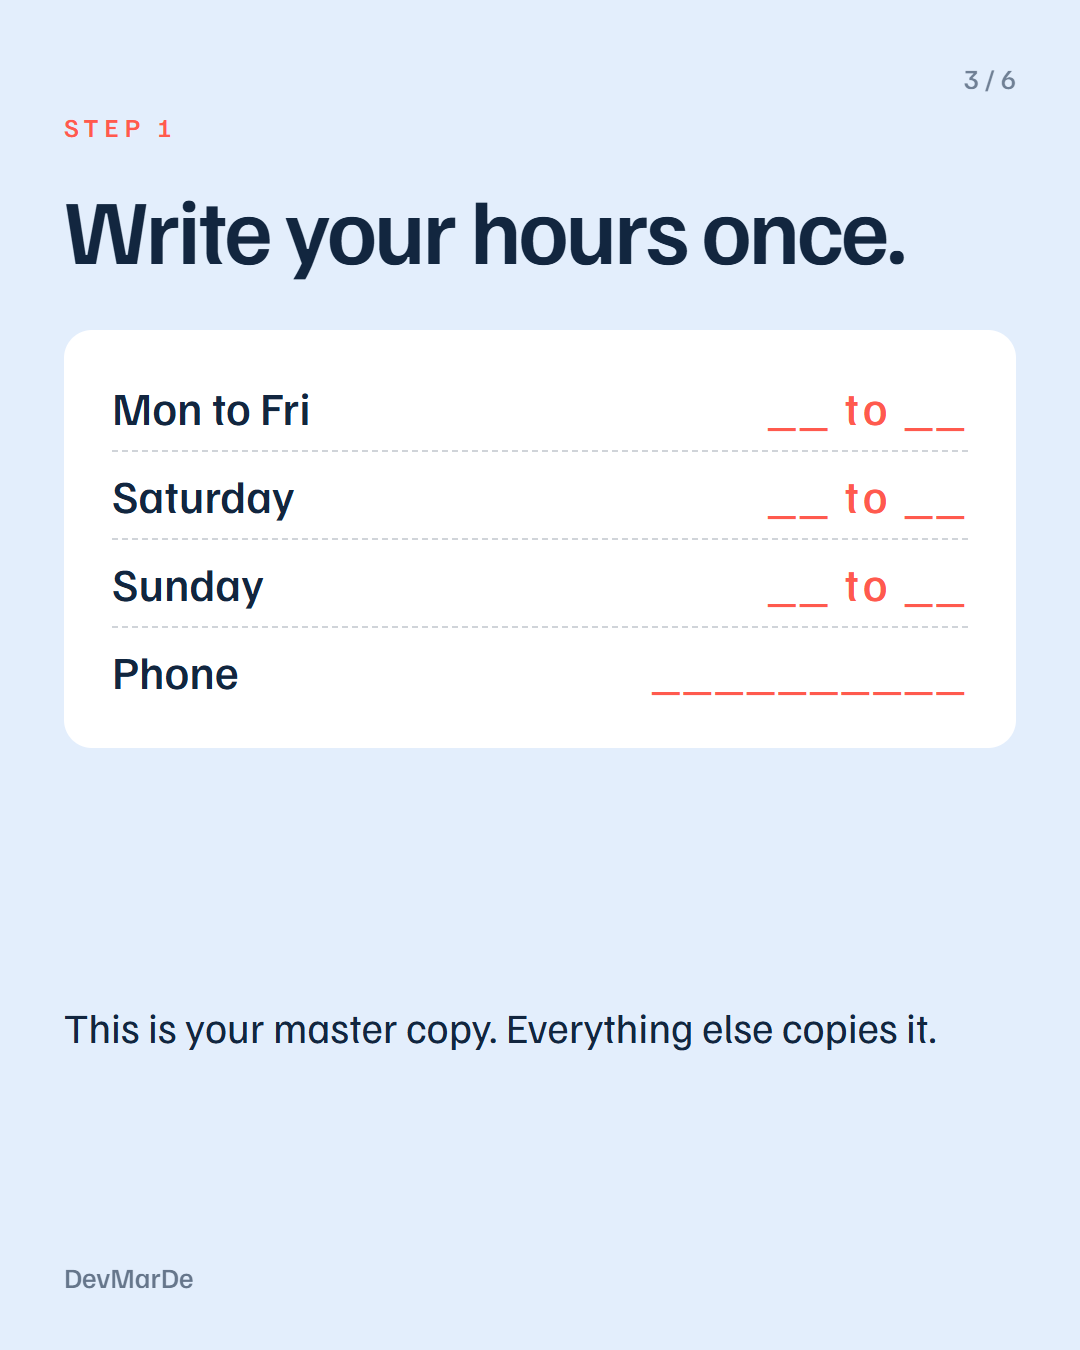 3 / 6
STEP 1
Write your hours once.
Mon to Fri __ to __
Saturday __ to __
Sunday __ to __
Phone __________
This is your master copy. Everything else copies it.
DevMarDe